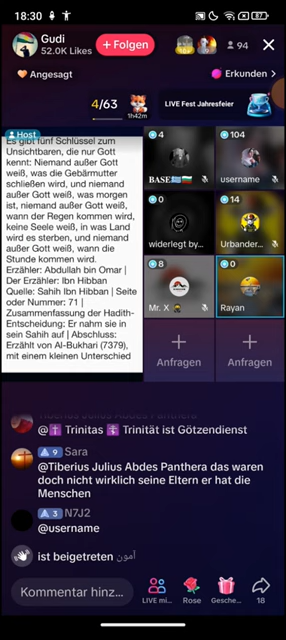 18:30
87
Gudi
52.0K Likes
+ Folgen
94
Angesagt
Erkunden >
4/63
1h42m
LIVE Fest Jahresfeier
Host
Es gibt fünf Schlüssel zum
Unsichtbaren, die nur Gott
kennt: Niemand außer Gott
weiß, was die Gebärmutter
schließen wird, und niemand
außer Gott weiß, was morgen
ist, niemand außer Gott weiß,
wann der Regen kommen wird,
keine Seele weiß, in was Land
wird es sterben, und niemand
außer Gott weiß, wann die
Stunde kommen wird.
Erzähler: Abdullah bin Omar |
Der Erzähler: Ibn Hibban
Quelle: Sahih Ibn Hibban | Seite
oder Nummer: 71 |
Zusammenfassung der Hadith-
Entscheidung: Er nahm sie in
sein Sahih auf | Abschluss:
Erzählt von Al-Bukhari (7379),
mit einem kleinen Unterschied
4
BASE
104
username
0
widerlegt by...
14
Urbander...
8
Mr. X
0
Rayan
Anfragen
Anfragen
Tiberius Julius Abdes Panthera
@✝️ Trinitas ✝️ Trinität ist Götzendienst
9 Sara
@Tiberius Julius Abdes Panthera das waren
doch nicht wirklich seine Eltern er hat die
Menschen
3 N7J2
@username
ist beigetreten آمون
Kommentar hinz...
LIVE mi...
Rose
Gesche...
18